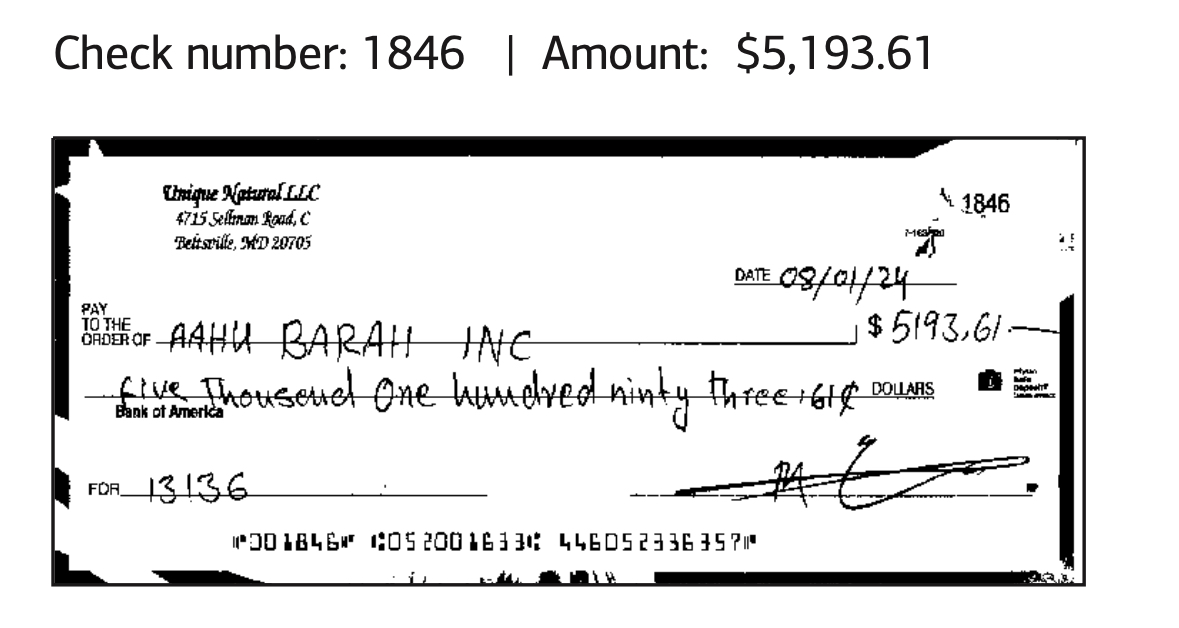 Check number: 1846 | Amount: $5,193.61
Unique Natural LLC
4715 Sellman Road, C
Beltsville, MD 20705
1846
DATE 08/01/24
PAY
TO THE
ORDER OF AAHU BARAH INC $ 5193.61
five Thousend One hundred ninty three :61¢ DOLLARS
Bank of America
FOR 13136
⑈001846⑈ ⑆052001633⑆ 446052336357⑈